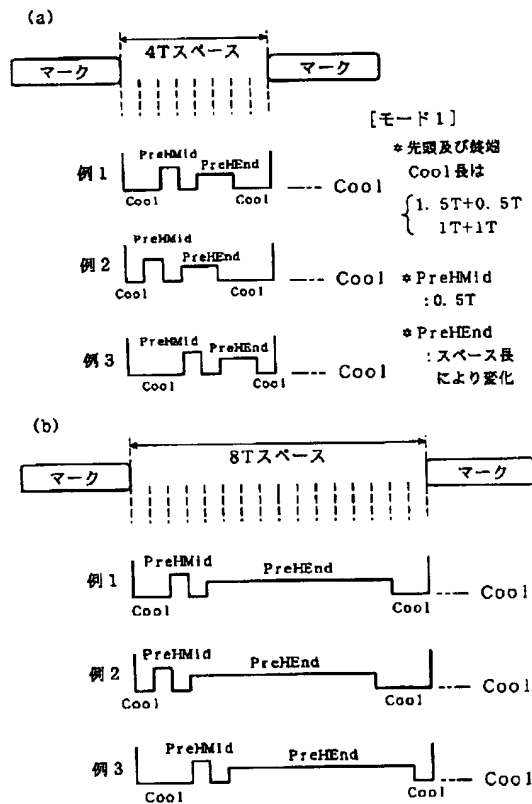 (a)
4Tスペース
マーク
マーク
[モード1]
例1
PreHMid
PreHEnd
Cool
Cool
Cool
*先頭及び終端
Cool長は
1. 5T+0. 5T
1T+1T
例2
PreHMid
PreHEnd
Cool
Cool
Cool
*PreHMid
:0. 5T
例3
PreHMid
PreHEnd
Cool
Cool
Cool
*PreHEnd
:スペース長
により変化
(b)
8Tスペース
マーク
マーク
例1
PreHMid
PreHEnd
Cool
Cool
Cool
例2
PreHMid
PreHEnd
Cool
Cool
Cool
例3
PreHMid
PreHEnd
Cool
Cool
Cool